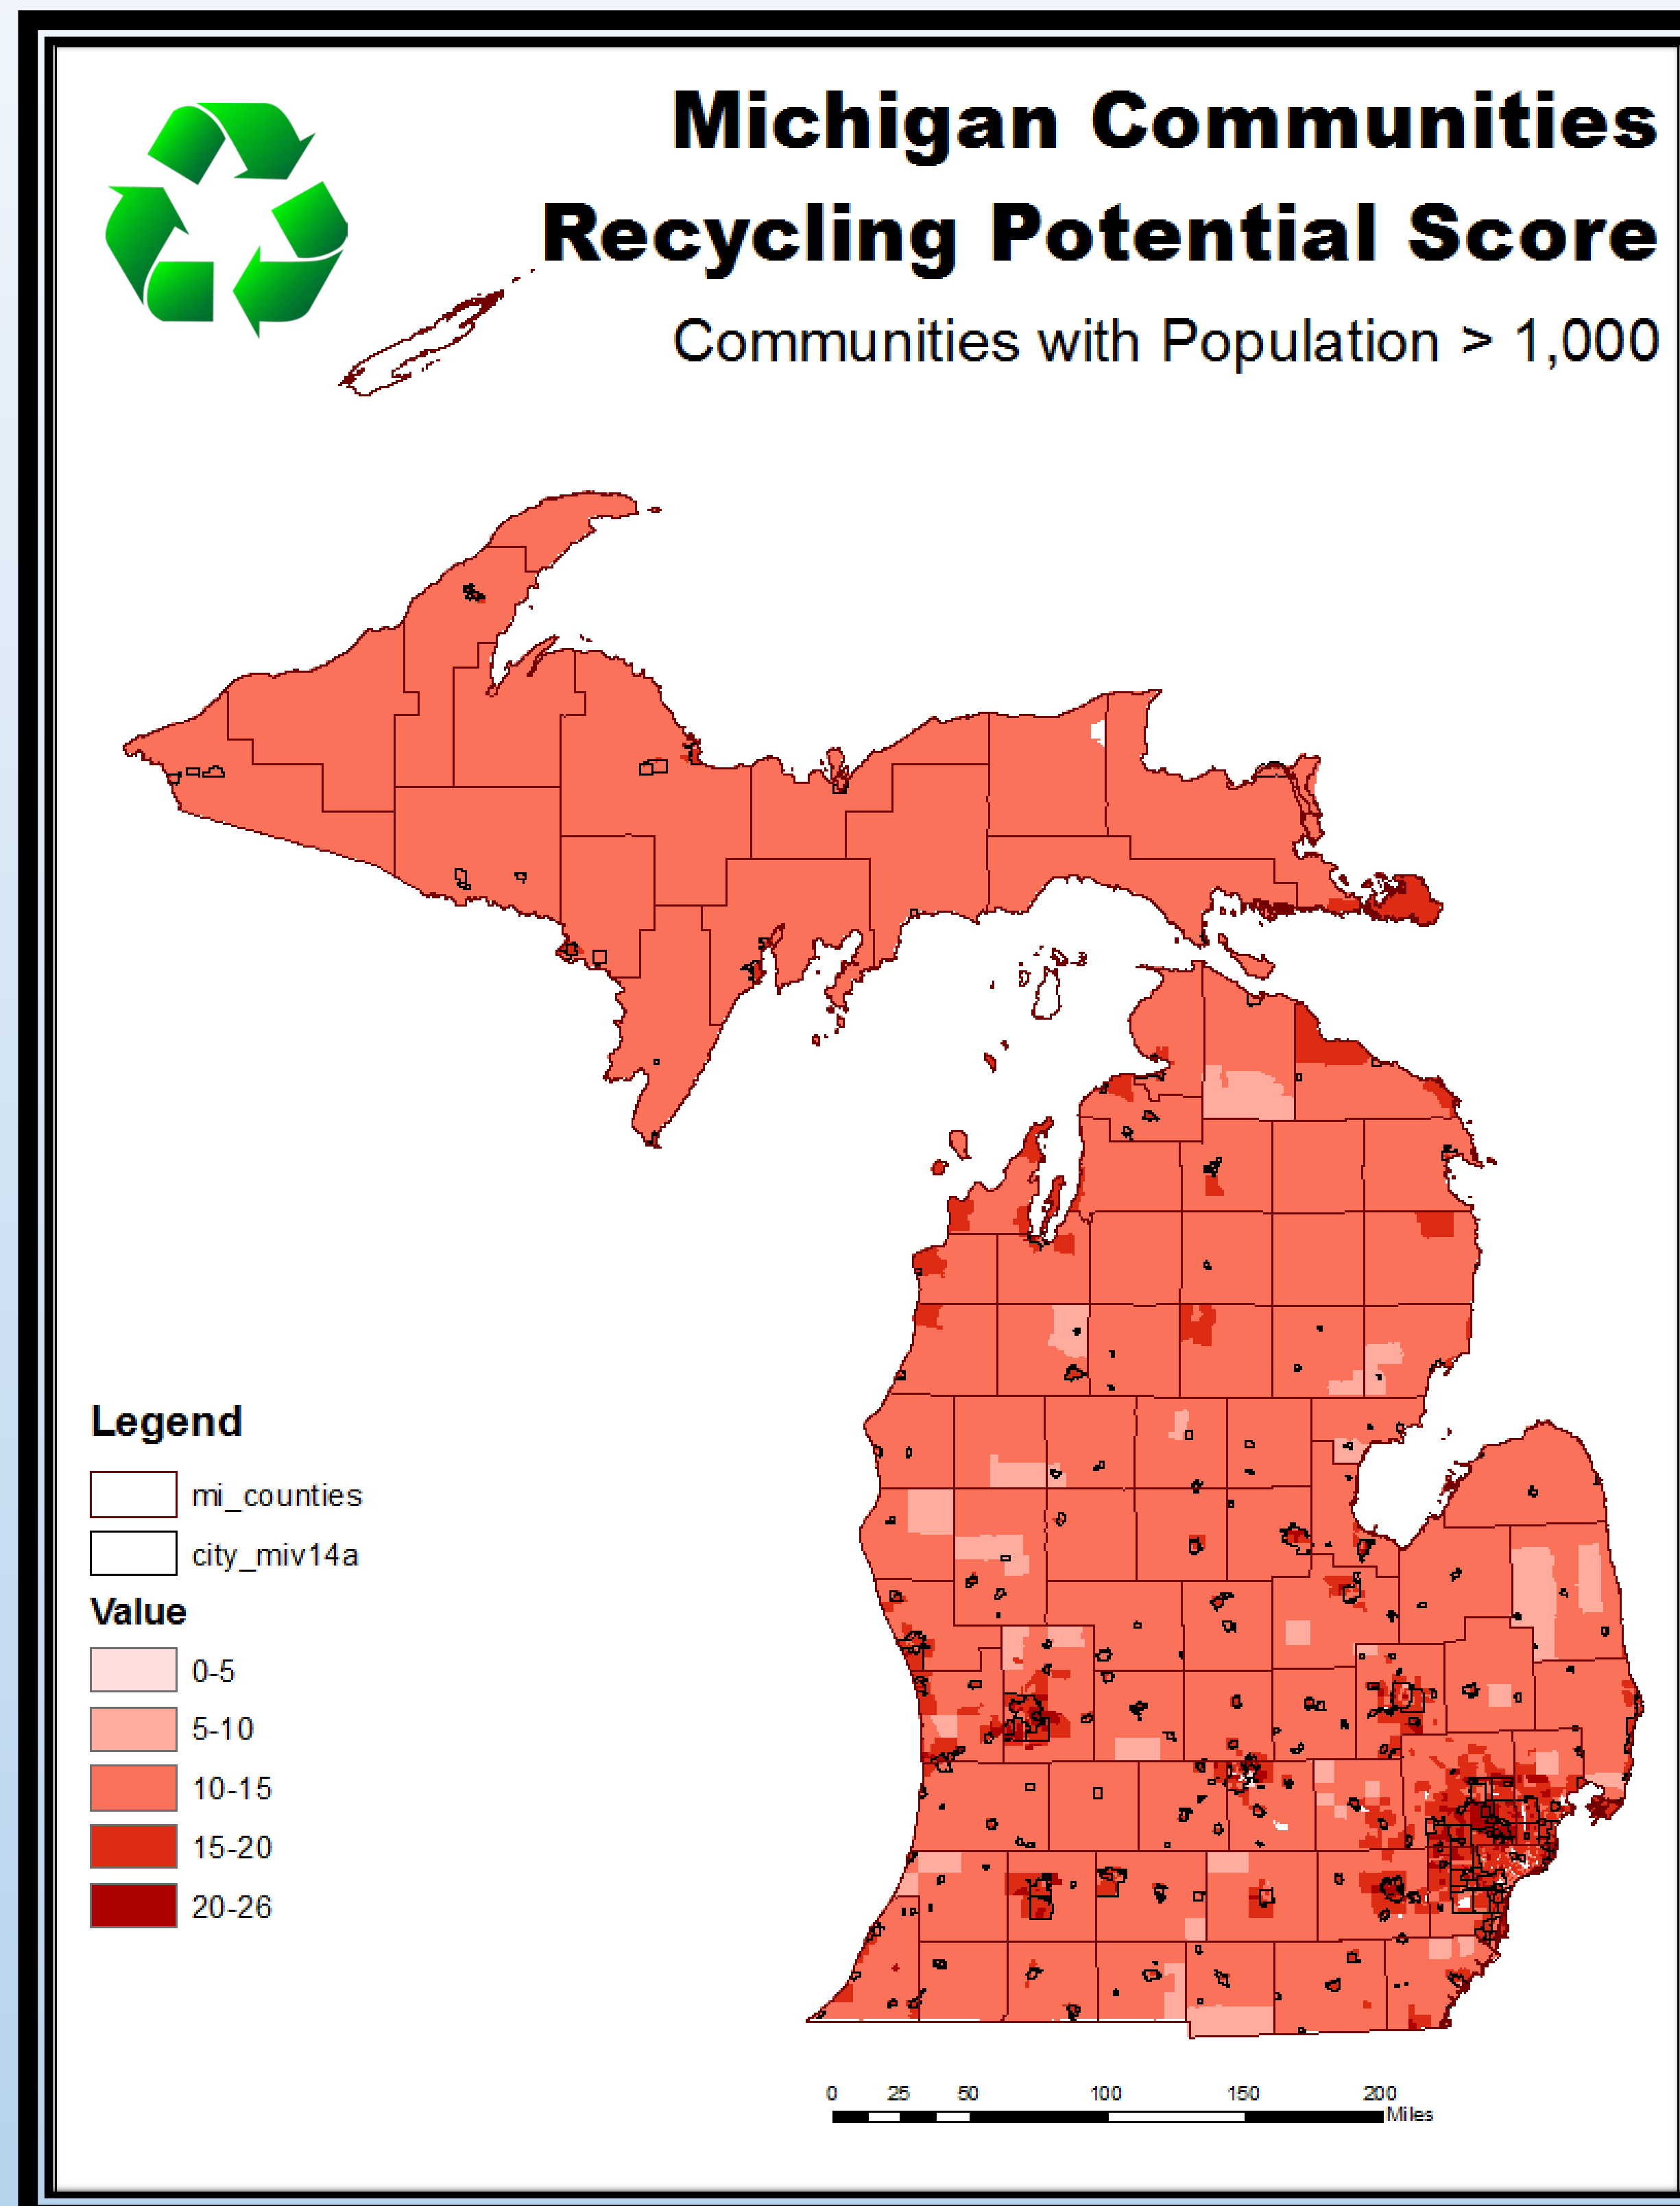 Michigan Communities
Recycling Potential Score
Communities with Population > 1,000
Legend
mi_counties
city_miv14a
Value
0-5
5-10
10-15
15-20
20-26
0 25 50 100 150 200
Miles